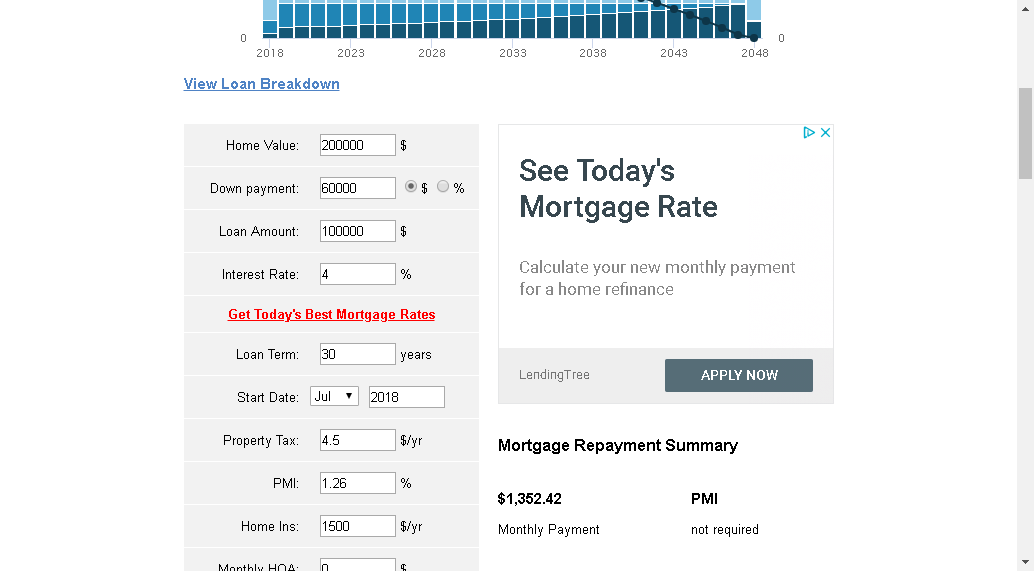 0 0
2018 2023 2028 2033 2038 2043 2048
View Loan Breakdown
Home Value: 200000 $
Down payment: 60000 $ %
Loan Amount: 100000 $
Interest Rate: 4 %
Get Today's Best Mortgage Rates
Loan Term: 30 years
Start Date: Jul 2018
Property Tax: 4.5 $/yr
PMI: 1.26 %
Home Ins: 1500 $/yr
Monthly HOA: 0 $
See Today's
Mortgage Rate
Calculate your new monthly payment
for a home refinance
LendingTree APPLY NOW
Mortgage Repayment Summary
$1,352.42 PMI
Monthly Payment not required